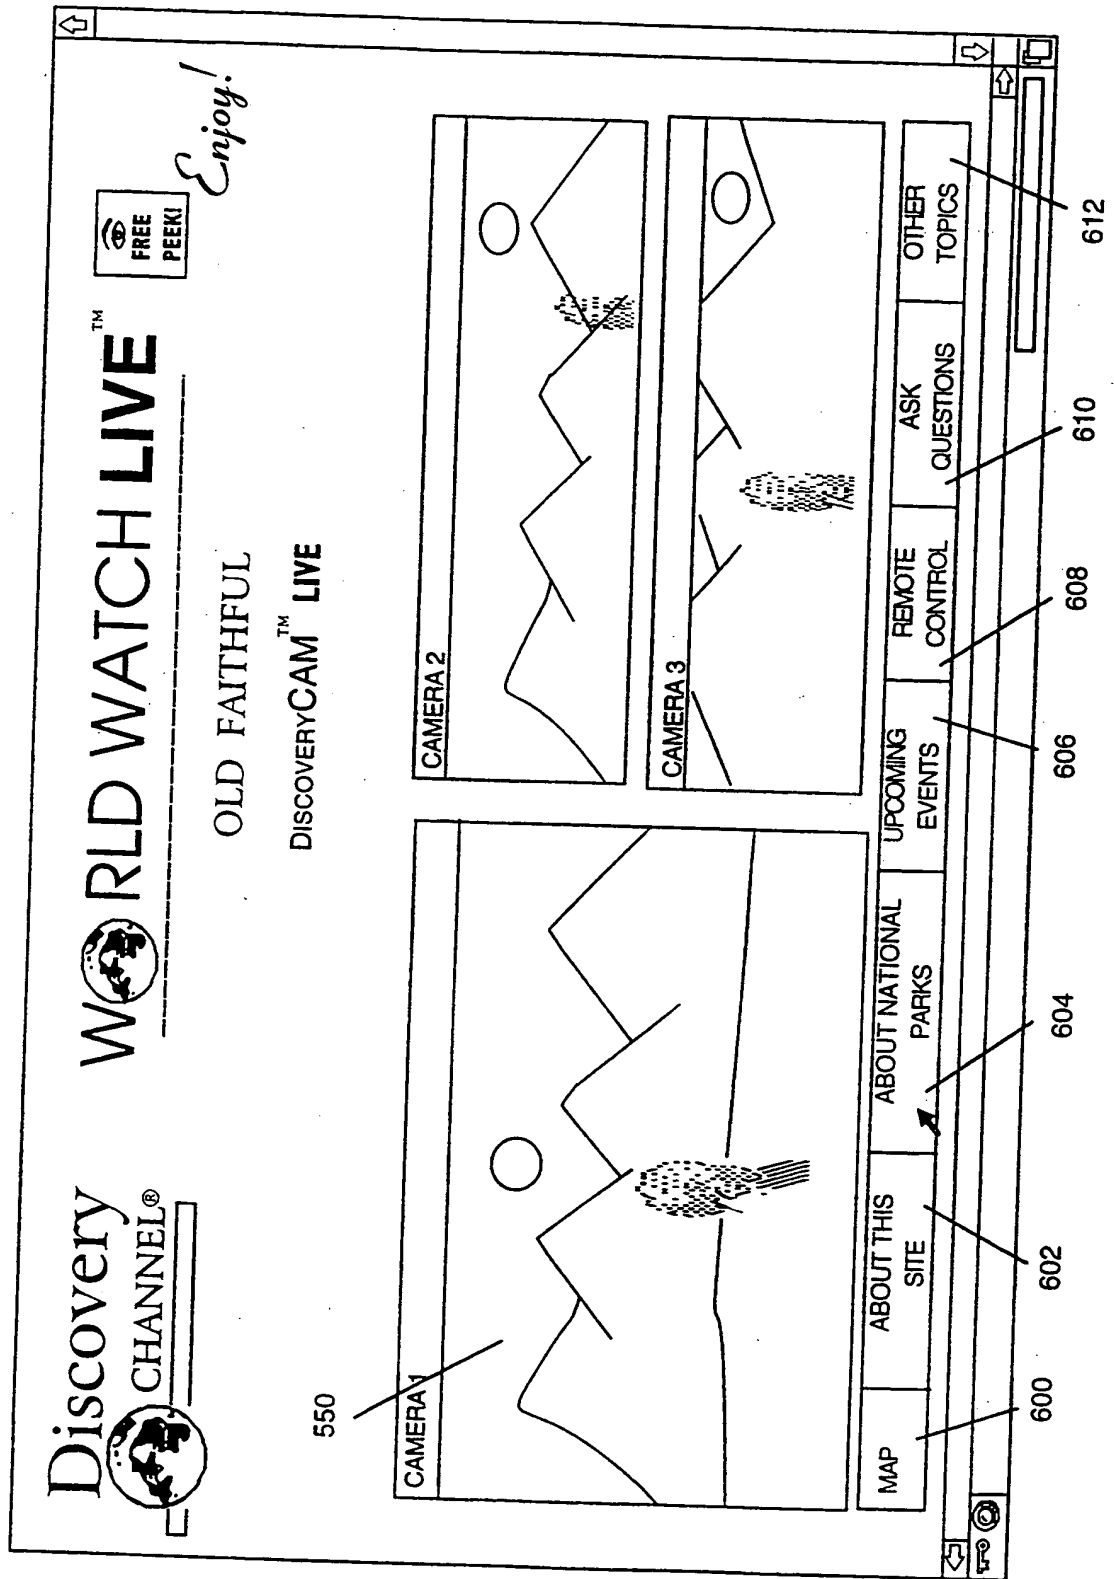 Discovery
CHANNEL®
WORLD WATCH LIVE™
FREE
PEEK!
Enjoy!
OLD FAITHFUL
DISCOVERYCAM™ LIVE
550
CAMERA 1
CAMERA 2
CAMERA 3
MAP
ABOUT THIS
SITE
ABOUT NATIONAL
PARKS
UPCOMING
EVENTS
REMOTE
CONTROL
ASK
QUESTIONS
OTHER
TOPICS
600
602
604
606
608
610
612